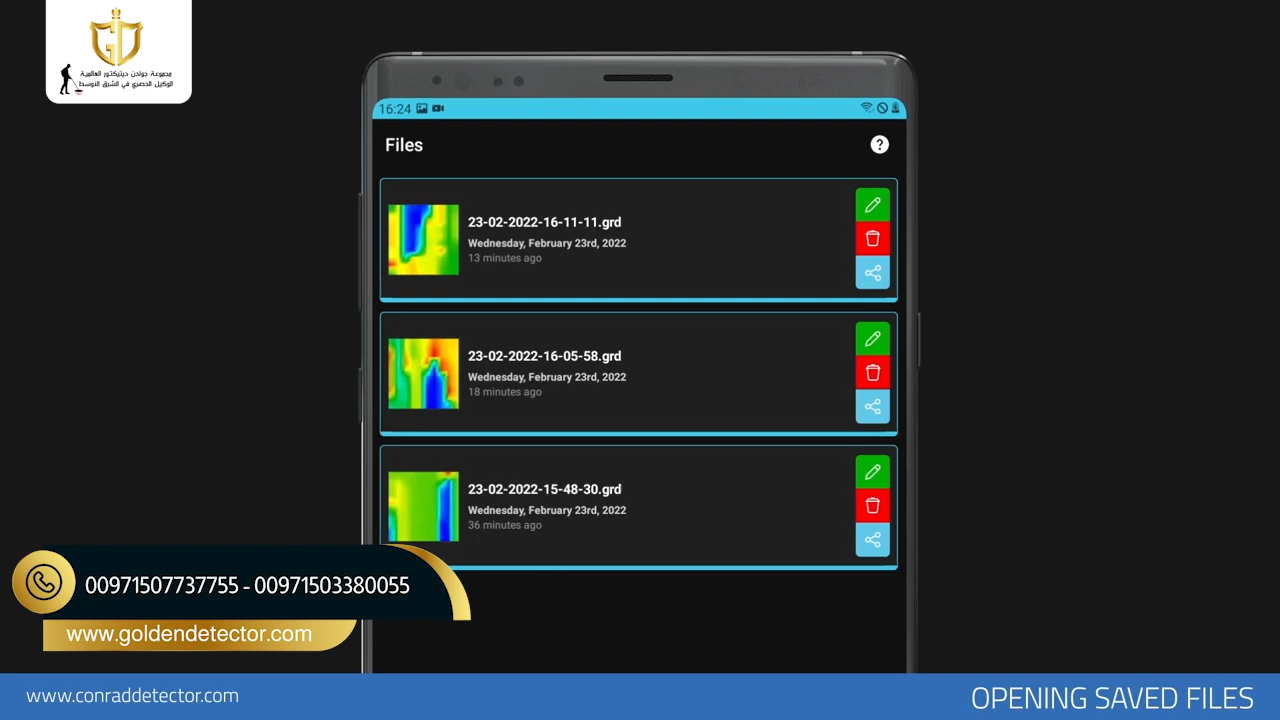 GD
مجموعة جولدن ديتيكتور العالمية
الوكيل الحصري في الشرق الأوسط
16:24
Files
?
23-02-2022-16-11-11.grd
Wednesday, February 23rd, 2022
13 minutes ago
23-02-2022-16-05-58.grd
Wednesday, February 23rd, 2022
18 minutes ago
23-02-2022-15-48-30.grd
Wednesday, February 23rd, 2022
36 minutes ago
00971507737755 - 00971503380055
www.goldendetector.com
www.conraddetector.com
OPENING SAVED FILES